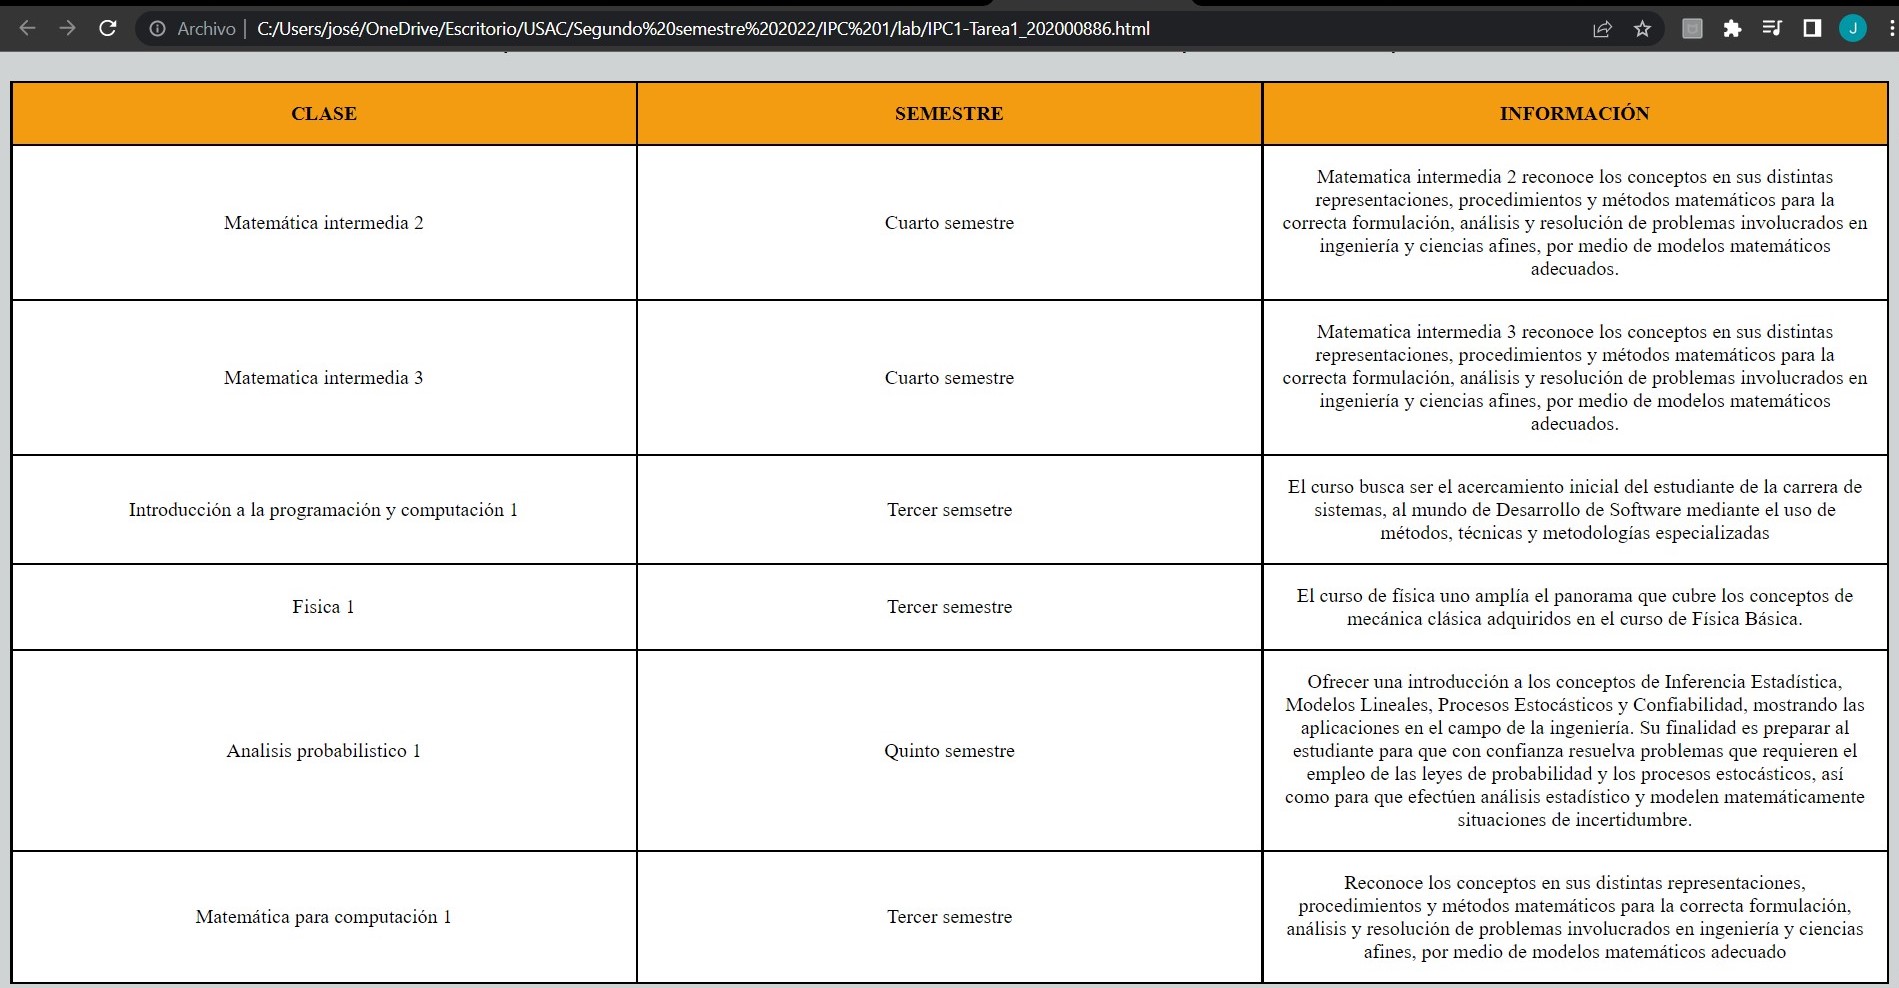 Archivo | C:/Users/josé/OneDrive/Escritorio/USAC/Segundo%20semestre%202022/IPC%201/lab/IPC1-Tarea1_202000886.html
J
CLASE
SEMESTRE
INFORMACIÓN
Matemática intermedia 2
Cuarto semestre
Matematica intermedia 2 reconoce los conceptos en sus distintas
representaciones, procedimientos y métodos matemáticos para la
correcta formulación, análisis y resolución de problemas involucrados en
ingeniería y ciencias afines, por medio de modelos matemáticos
adecuados.
Matematica intermedia 3
Cuarto semestre
Matematica intermedia 3 reconoce los conceptos en sus distintas
representaciones, procedimientos y métodos matemáticos para la
correcta formulación, análisis y resolución de problemas involucrados en
ingeniería y ciencias afines, por medio de modelos matemáticos
adecuados.
Introducción a la programación y computación 1
Tercer semsetre
El curso busca ser el acercamiento inicial del estudiante de la carrera de
sistemas, al mundo de Desarrollo de Software mediante el uso de
métodos, técnicas y metodologías especializadas
Fisica 1
Tercer semestre
El curso de física uno amplía el panorama que cubre los conceptos de
mecánica clásica adquiridos en el curso de Física Básica.
Analisis probabilistico 1
Quinto semestre
Ofrecer una introducción a los conceptos de Inferencia Estadística,
Modelos Lineales, Procesos Estocásticos y Confiabilidad, mostrando las
aplicaciones en el campo de la ingeniería. Su finalidad es preparar al
estudiante para que con confianza resuelva problemas que requieren el
empleo de las leyes de probabilidad y los procesos estocásticos, así
como para que efectúen análisis estadístico y modelen matemáticamente
situaciones de incertidumbre.
Matemática para computación 1
Tercer semestre
Reconoce los conceptos en sus distintas representaciones,
procedimientos y métodos matemáticos para la correcta formulación,
análisis y resolución de problemas involucrados en ingeniería y ciencias
afines, por medio de modelos matemáticos adecuado